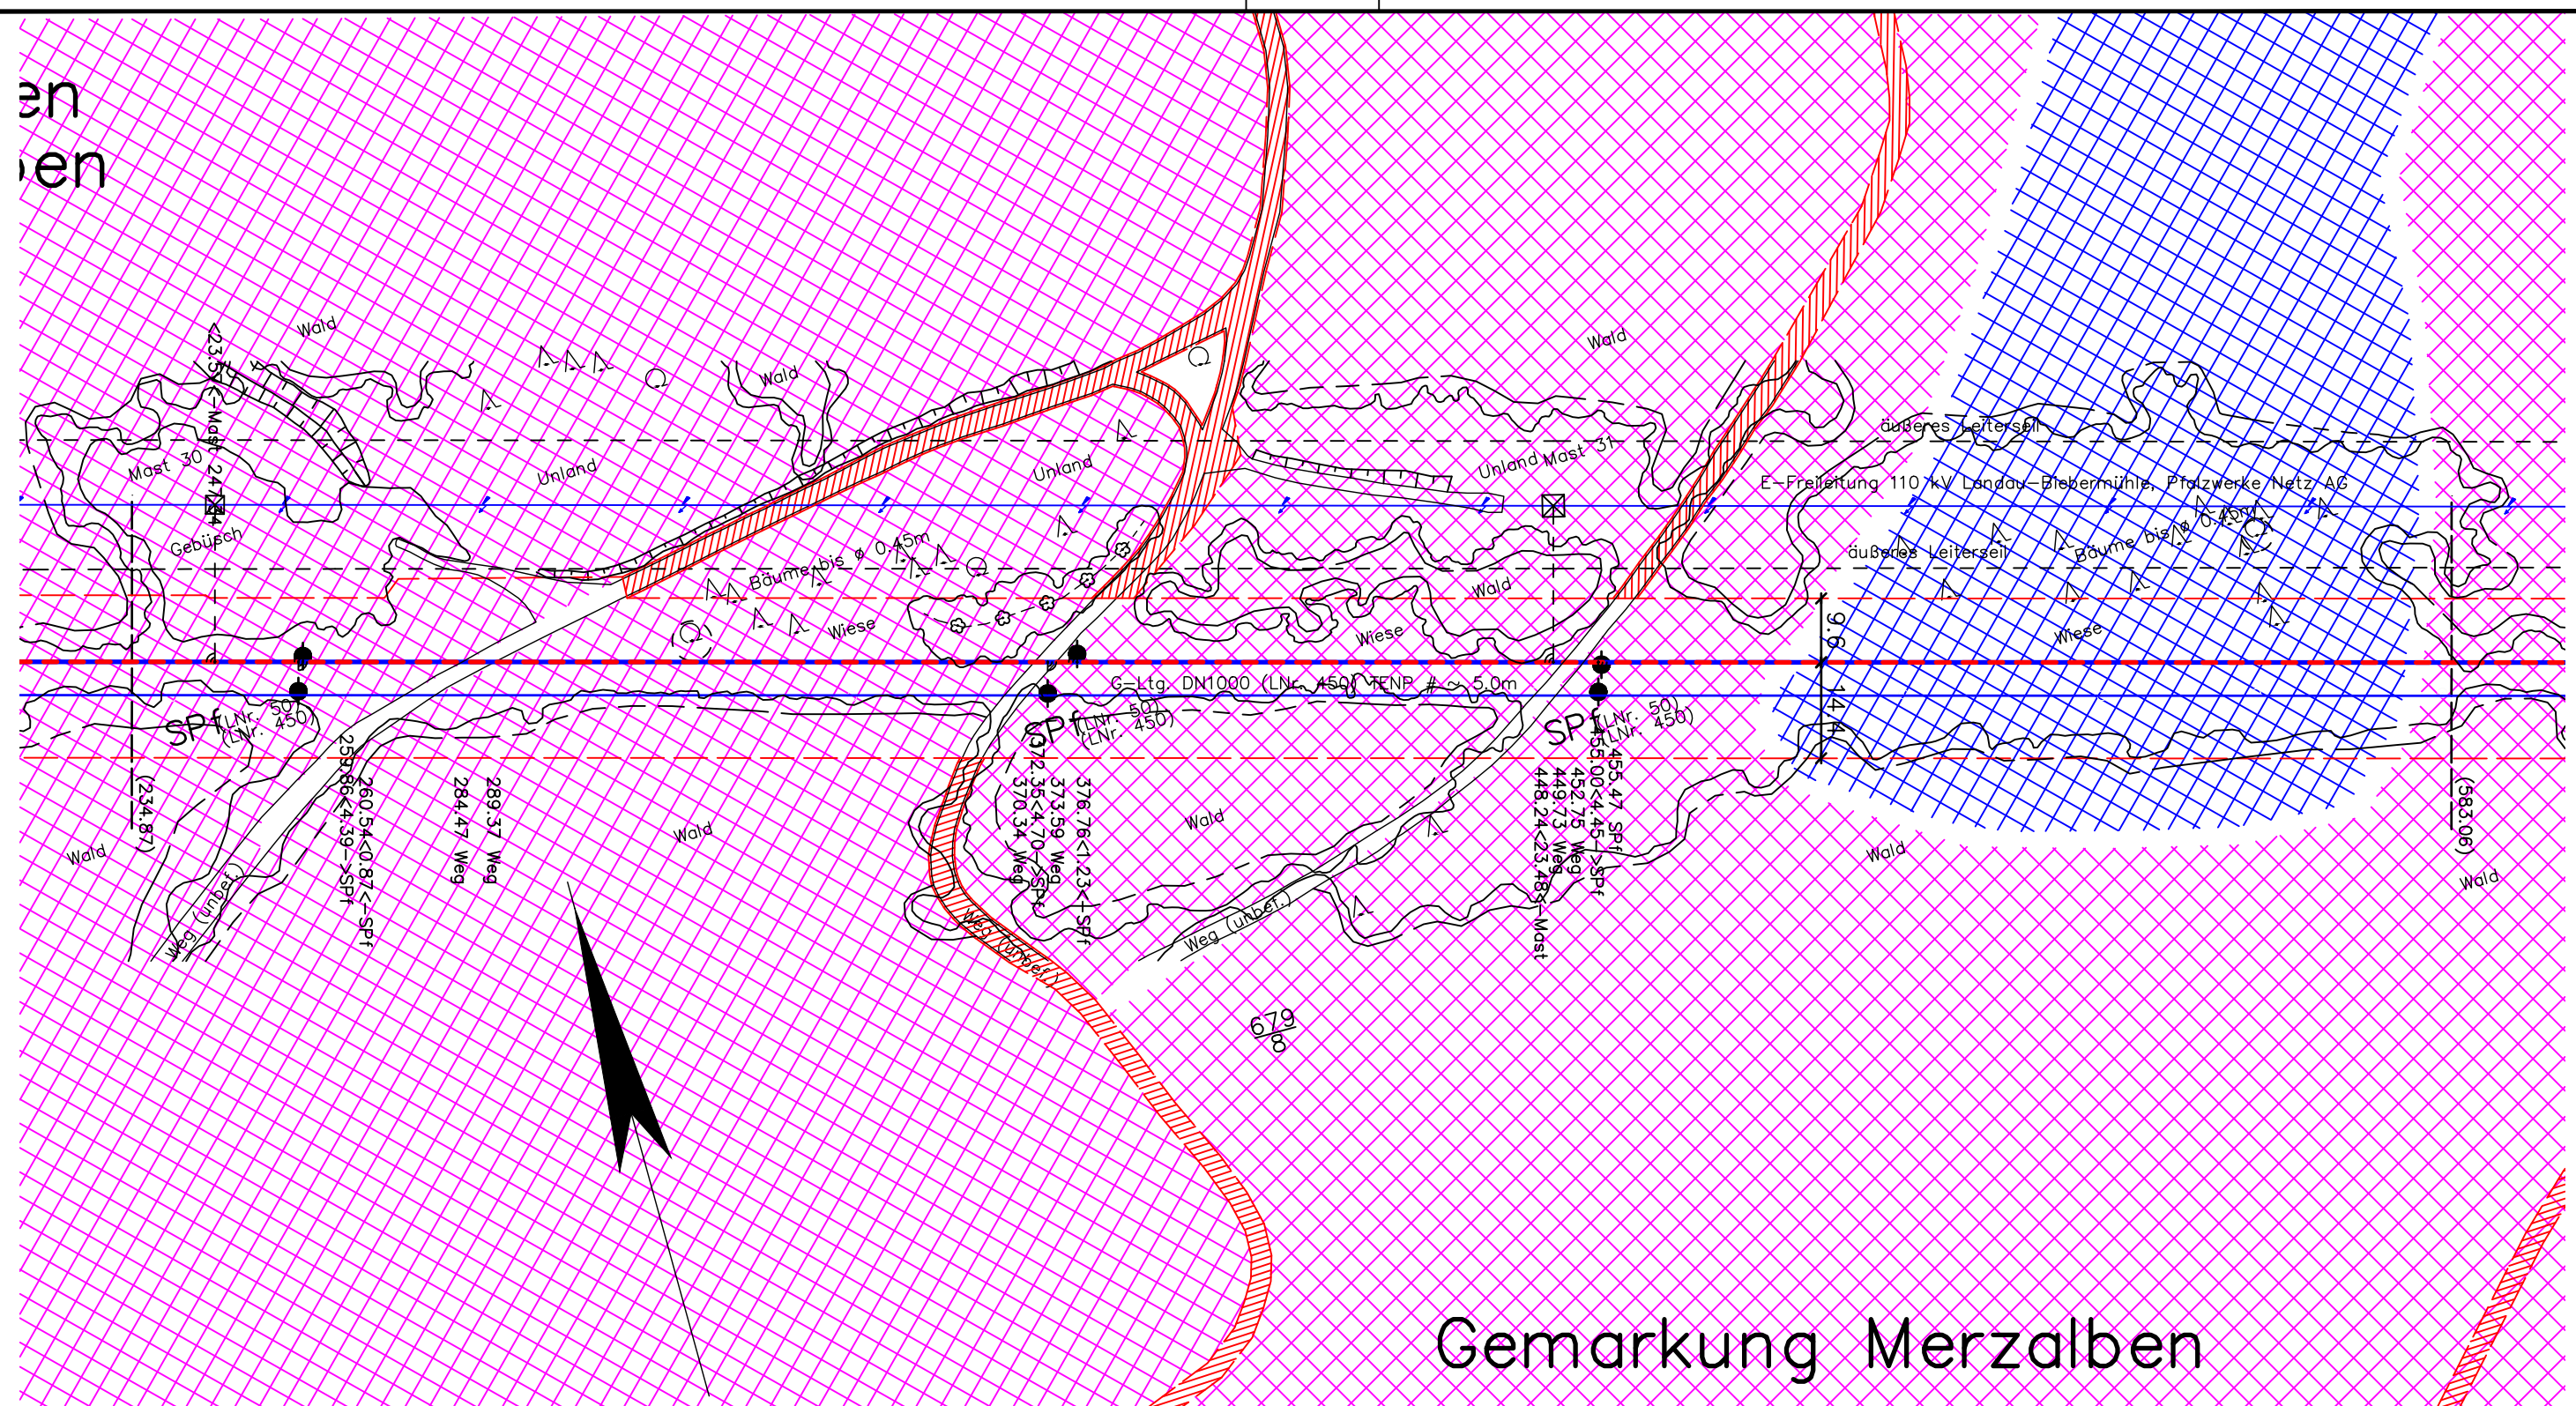 en
en
Wald
<23.51<-Mast 247.34
Wald
Wald
Mast 30
Unland
Unland
Unland Mast 31
äußeres Leiterseil
E-Freileitung 110 kV Landau-Biebermühle, Pfalzwerke Netz AG
Gebüsch
Bäume bis ø 0.45m
äußeres Leiterseil
Bäume bis ø 0.45m
Wald
Wiese
Wiese
Wiese
9.6
G-Ltg. DN1000 (LNr. 450) TENP # ~ 5.0m
14.4
SPf (LNr. 50)
(LNr. 450)
SPf (LNr. 50)
(LNr. 450)
SPf (LNr. 50)
(LNr. 450)
(234.87)
259.86<4.39->SPf
260.54<0.87<-SPf
284.47 Weg
289.37 Weg
370.34 Weg
372.35<4.70->SPf
373.59 Weg
376.76<1.23<-SPf
448.24<23.48<-Mast
449.73 Weg
452.75 Weg
455.00<4.45->SPf
455.47 SPf
(583.06)
Wald
Wald
Wald
Wald
Wald
Weg (unbef.)
Weg (unbef.)
Weg (unbef.)
679
8
Gemarkung Merzalben